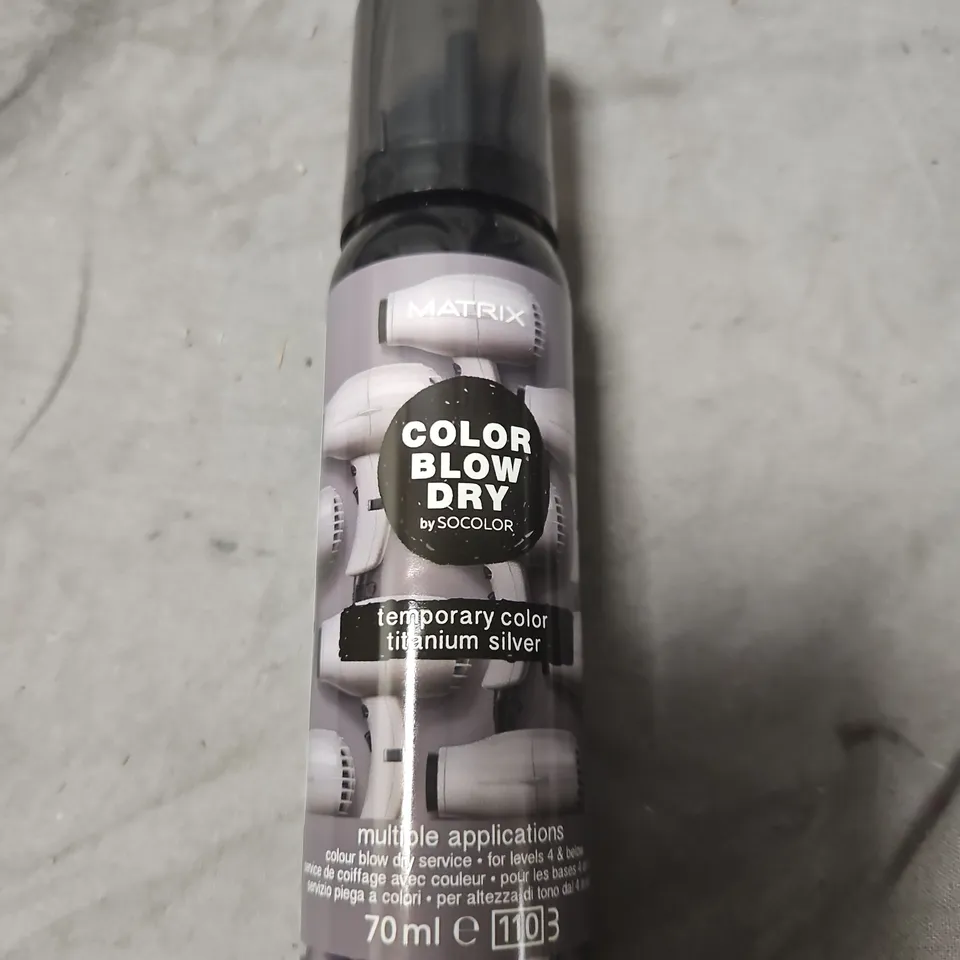 MATRIX
COLOR
BLOW
DRY
by SOCOLOR
temporary color
titanium silver
multiple applications
colour blow dry service • for levels 4 & below
service de coiffage avec couleur • pour les bases 4
servizio piega a colori • per altezza di tono dal 4
70ml ℮ 110 3